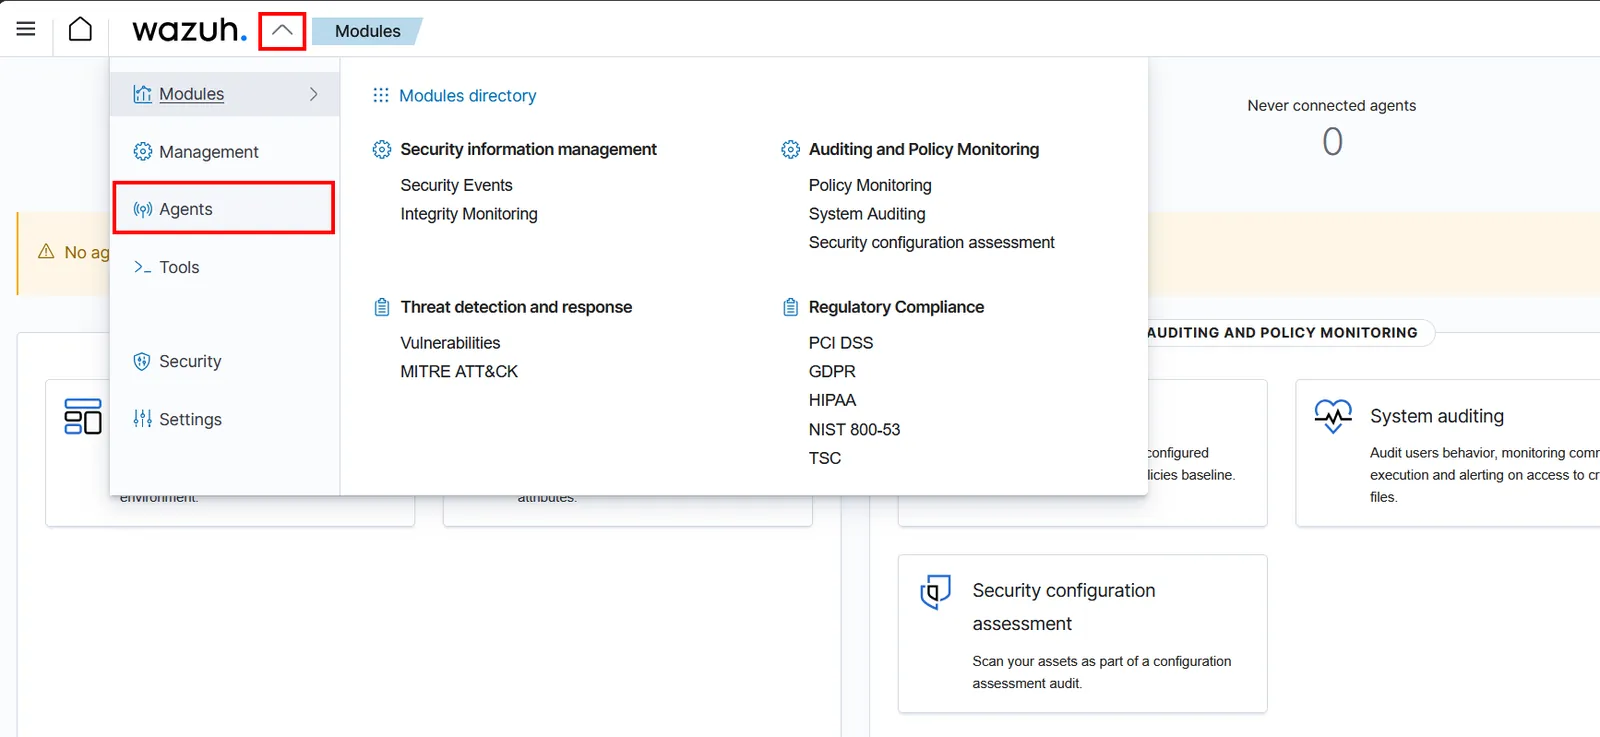 wazuh.
Modules
Modules
Management
Agents
Tools
Security
Settings
Modules directory
Security information management
Security Events
Integrity Monitoring
Auditing and Policy Monitoring
Policy Monitoring
System Auditing
Security configuration assessment
Threat detection and response
Vulnerabilities
MITRE ATT&CK
Regulatory Compliance
PCI DSS
GDPR
HIPAA
NIST 800-53
TSC
Never connected agents
0
No ag
environment.
attributes.
AUDITING AND POLICY MONITORING
configured
licies baseline.
System auditing
Audit users behavior, monitoring com
execution and alerting on access to cr
files.
Security configuration
assessment
Scan your assets as part of a configuration
assessment audit.